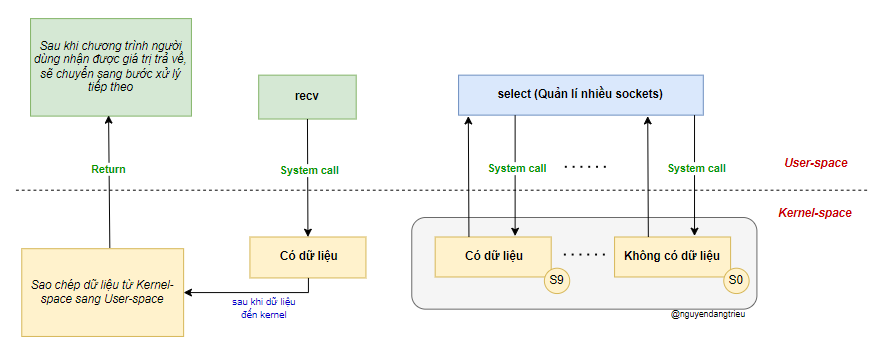 Sau khi chương trình người
dùng nhận được giá trị trả về,
sẽ chuyển sang bước xử lý
tiếp theo
recv
select (Quản lí nhiều sockets)
Return
System call
System call
......
System call
User-space
Kernel-space
Sao chép dữ liệu từ Kernel-
space sang User-space
Có dữ liệu
sau khi dữ liệu
đến kernel
Có dữ liệu
......
Không có dữ liệu
S9
S0
@nguyendangtrieu